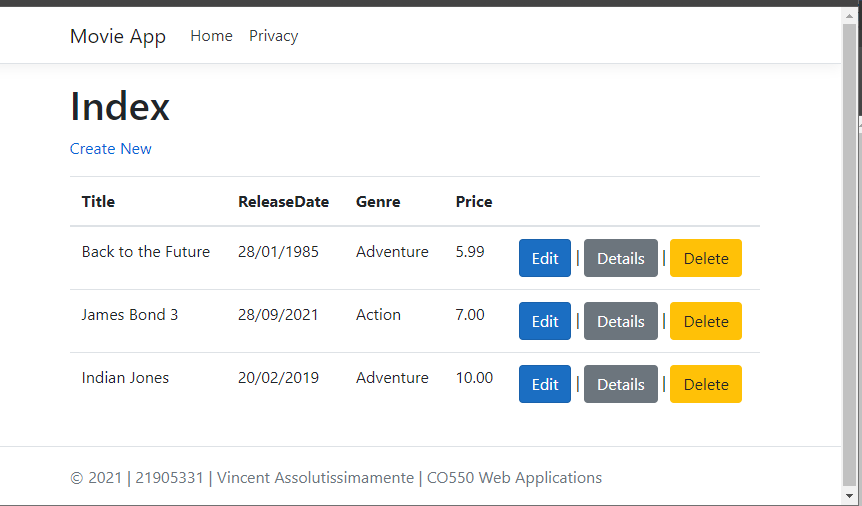 Movie App Home Privacy
Index
Create New
Title ReleaseDate Genre Price
Back to the Future 28/01/1985 Adventure 5.99 Edit | Details | Delete
James Bond 3 28/09/2021 Action 7.00 Edit | Details | Delete
Indian Jones 20/02/2019 Adventure 10.00 Edit | Details | Delete
© 2021 | 21905331 | Vincent Assolutissimamente | CO550 Web Applications